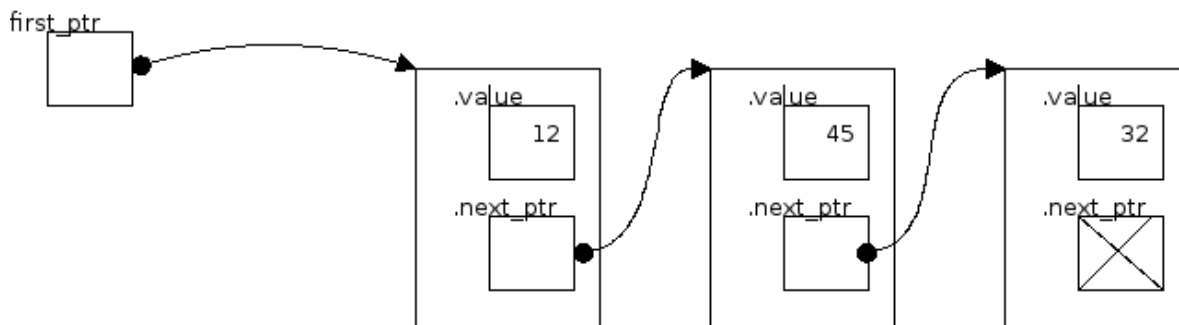 first_ptr
.value
12
.next_ptr
.value
45
.next_ptr
.value
32
.next_ptr